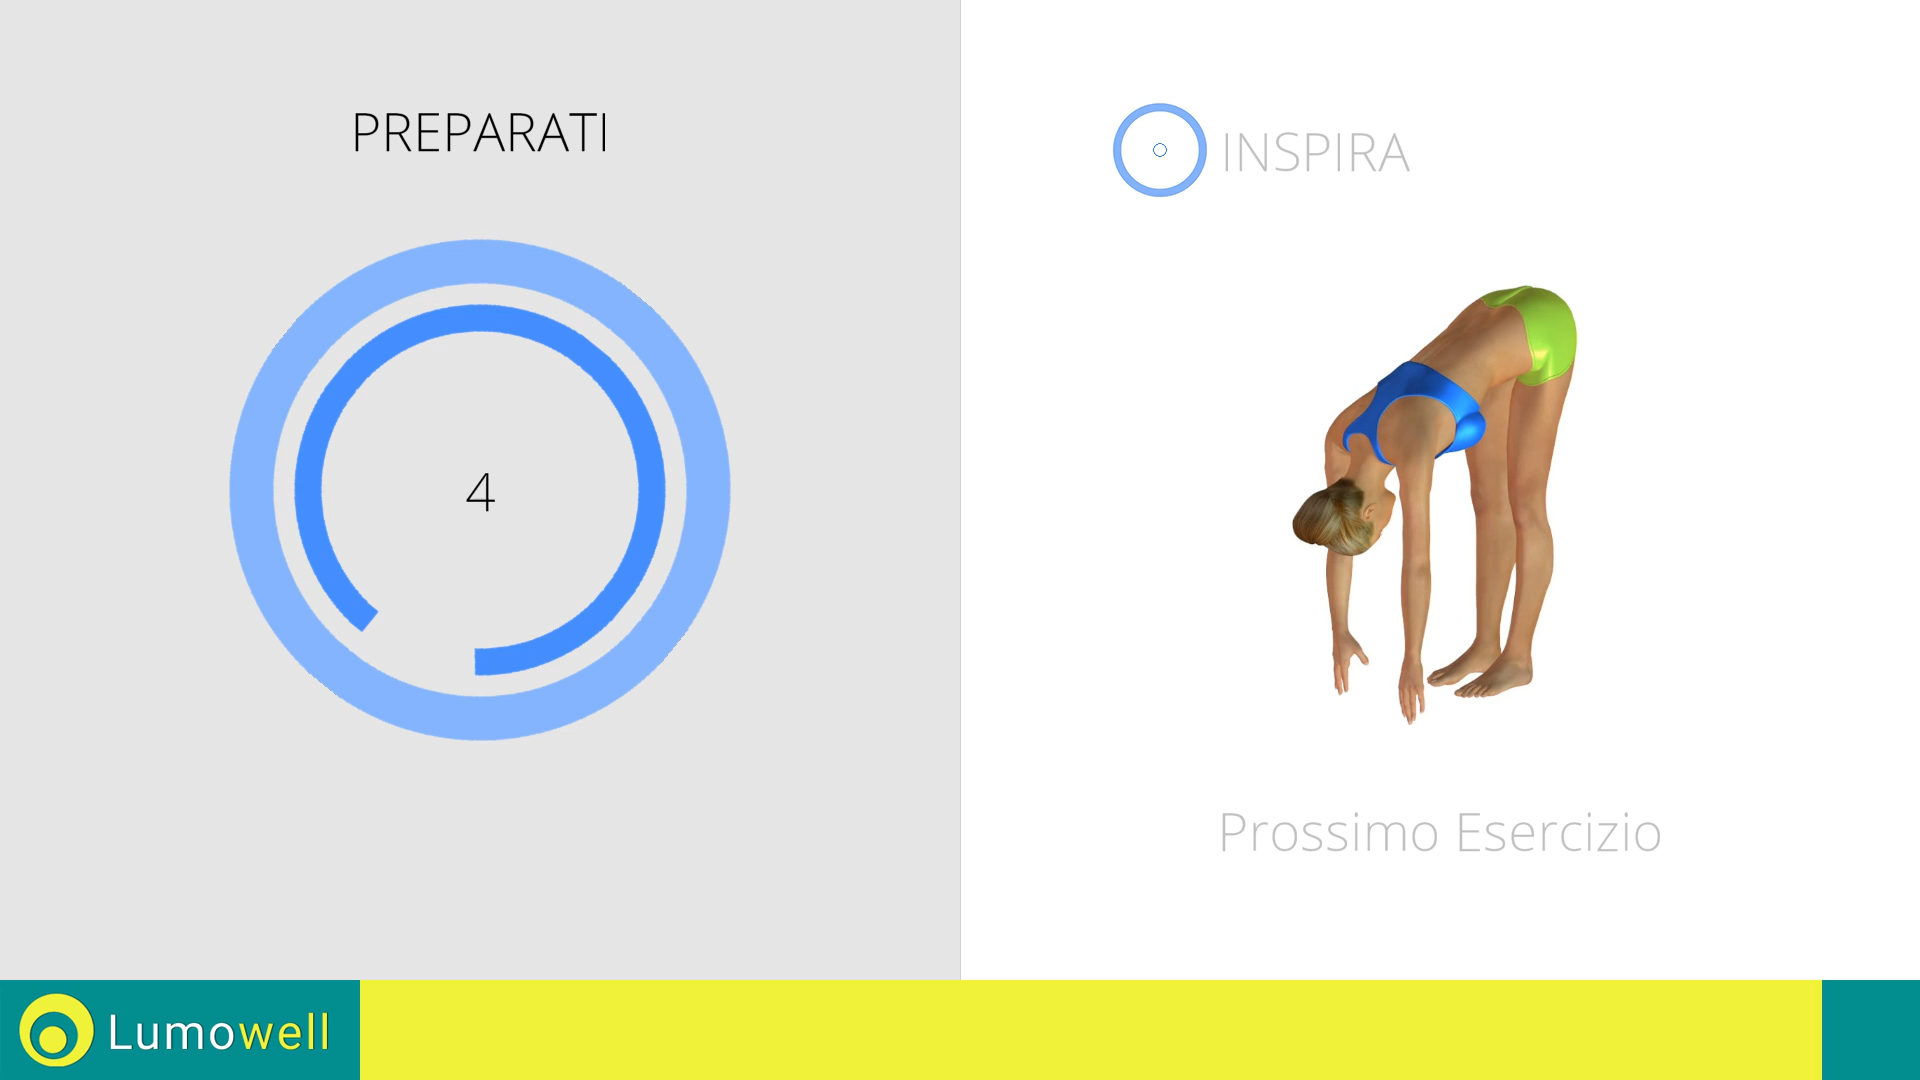 PREPARATI
4
INSPIRA
Prossimo Esercizio
Lumowell